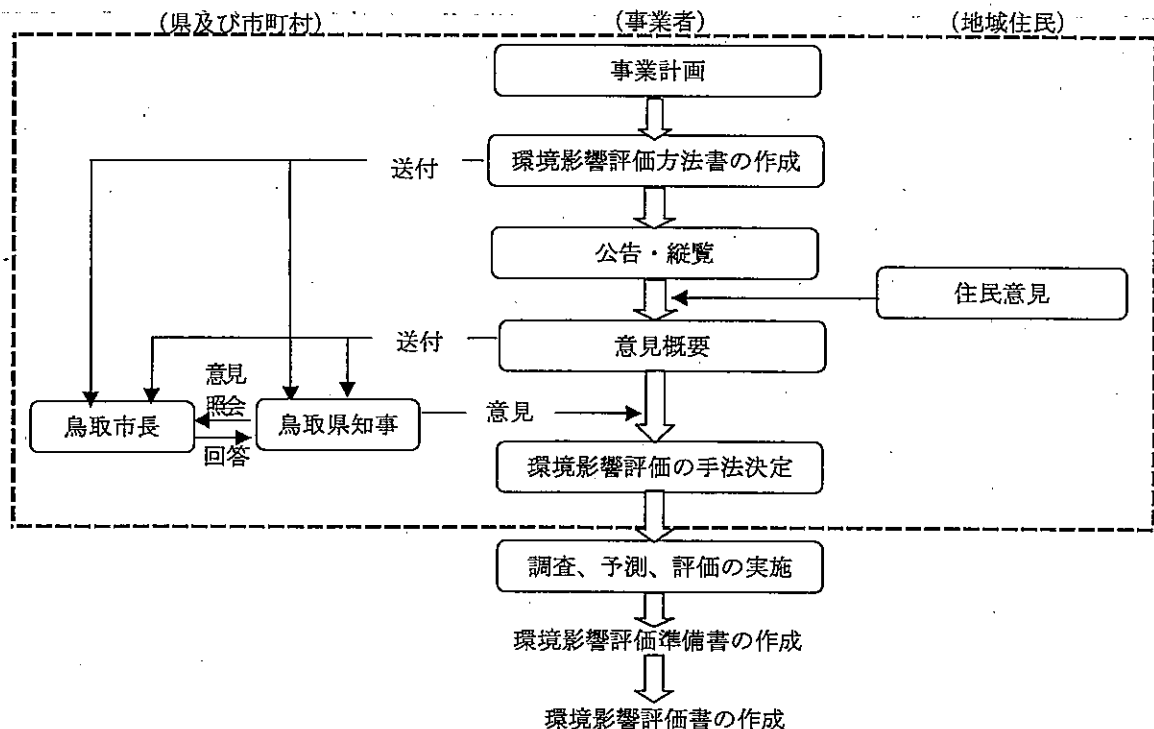 (県及び市町村)
(事業者)
(地域住民)
事業計画
送付
環境影響評価方法書の作成
公告・縦覧
住民意見
送付
意見概要
意見
照会
鳥取市長
鳥取県知事
意見
回答
環境影響評価の手法決定
調査、予測、評価の実施
環境影響評価準備書の作成
環境影響評価書の作成